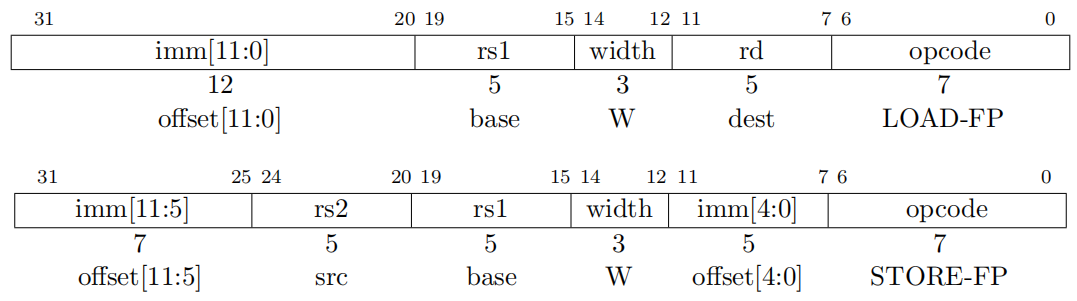 31 20 19 15 14 12 11 7 6 0
imm[11:0] rs1 width rd opcode
12 5 3 5 7
offset[11:0] base W dest LOAD-FP
31 25 24 20 19 15 14 12 11 7 6 0
imm[11:5] rs2 rs1 width imm[4:0] opcode
7 5 5 3 5 7
offset[11:5] src base W offset[4:0] STORE-FP